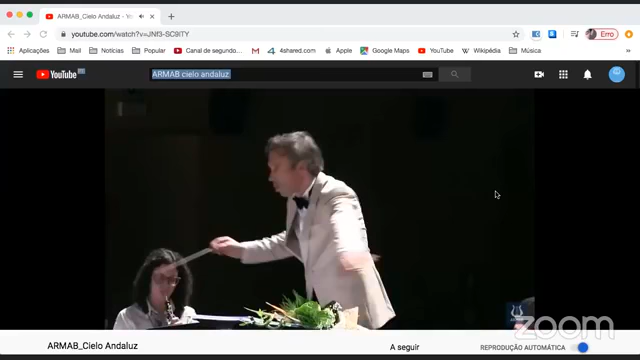 ARMAB_Cielo Andaluz - Yo
youtube.com/watch?v=JNf3-SC9lTY
Erro
Aplicações Mail Notícias Popular Canal de segundo... 4shared.com Apple Google Maps YouTube Wikipédia Música
YouTube ARMAB cielo andaluz
zoom
ARMAB_Cielo Andaluz A seguir REPRODUÇÃO AUTOMÁTICA